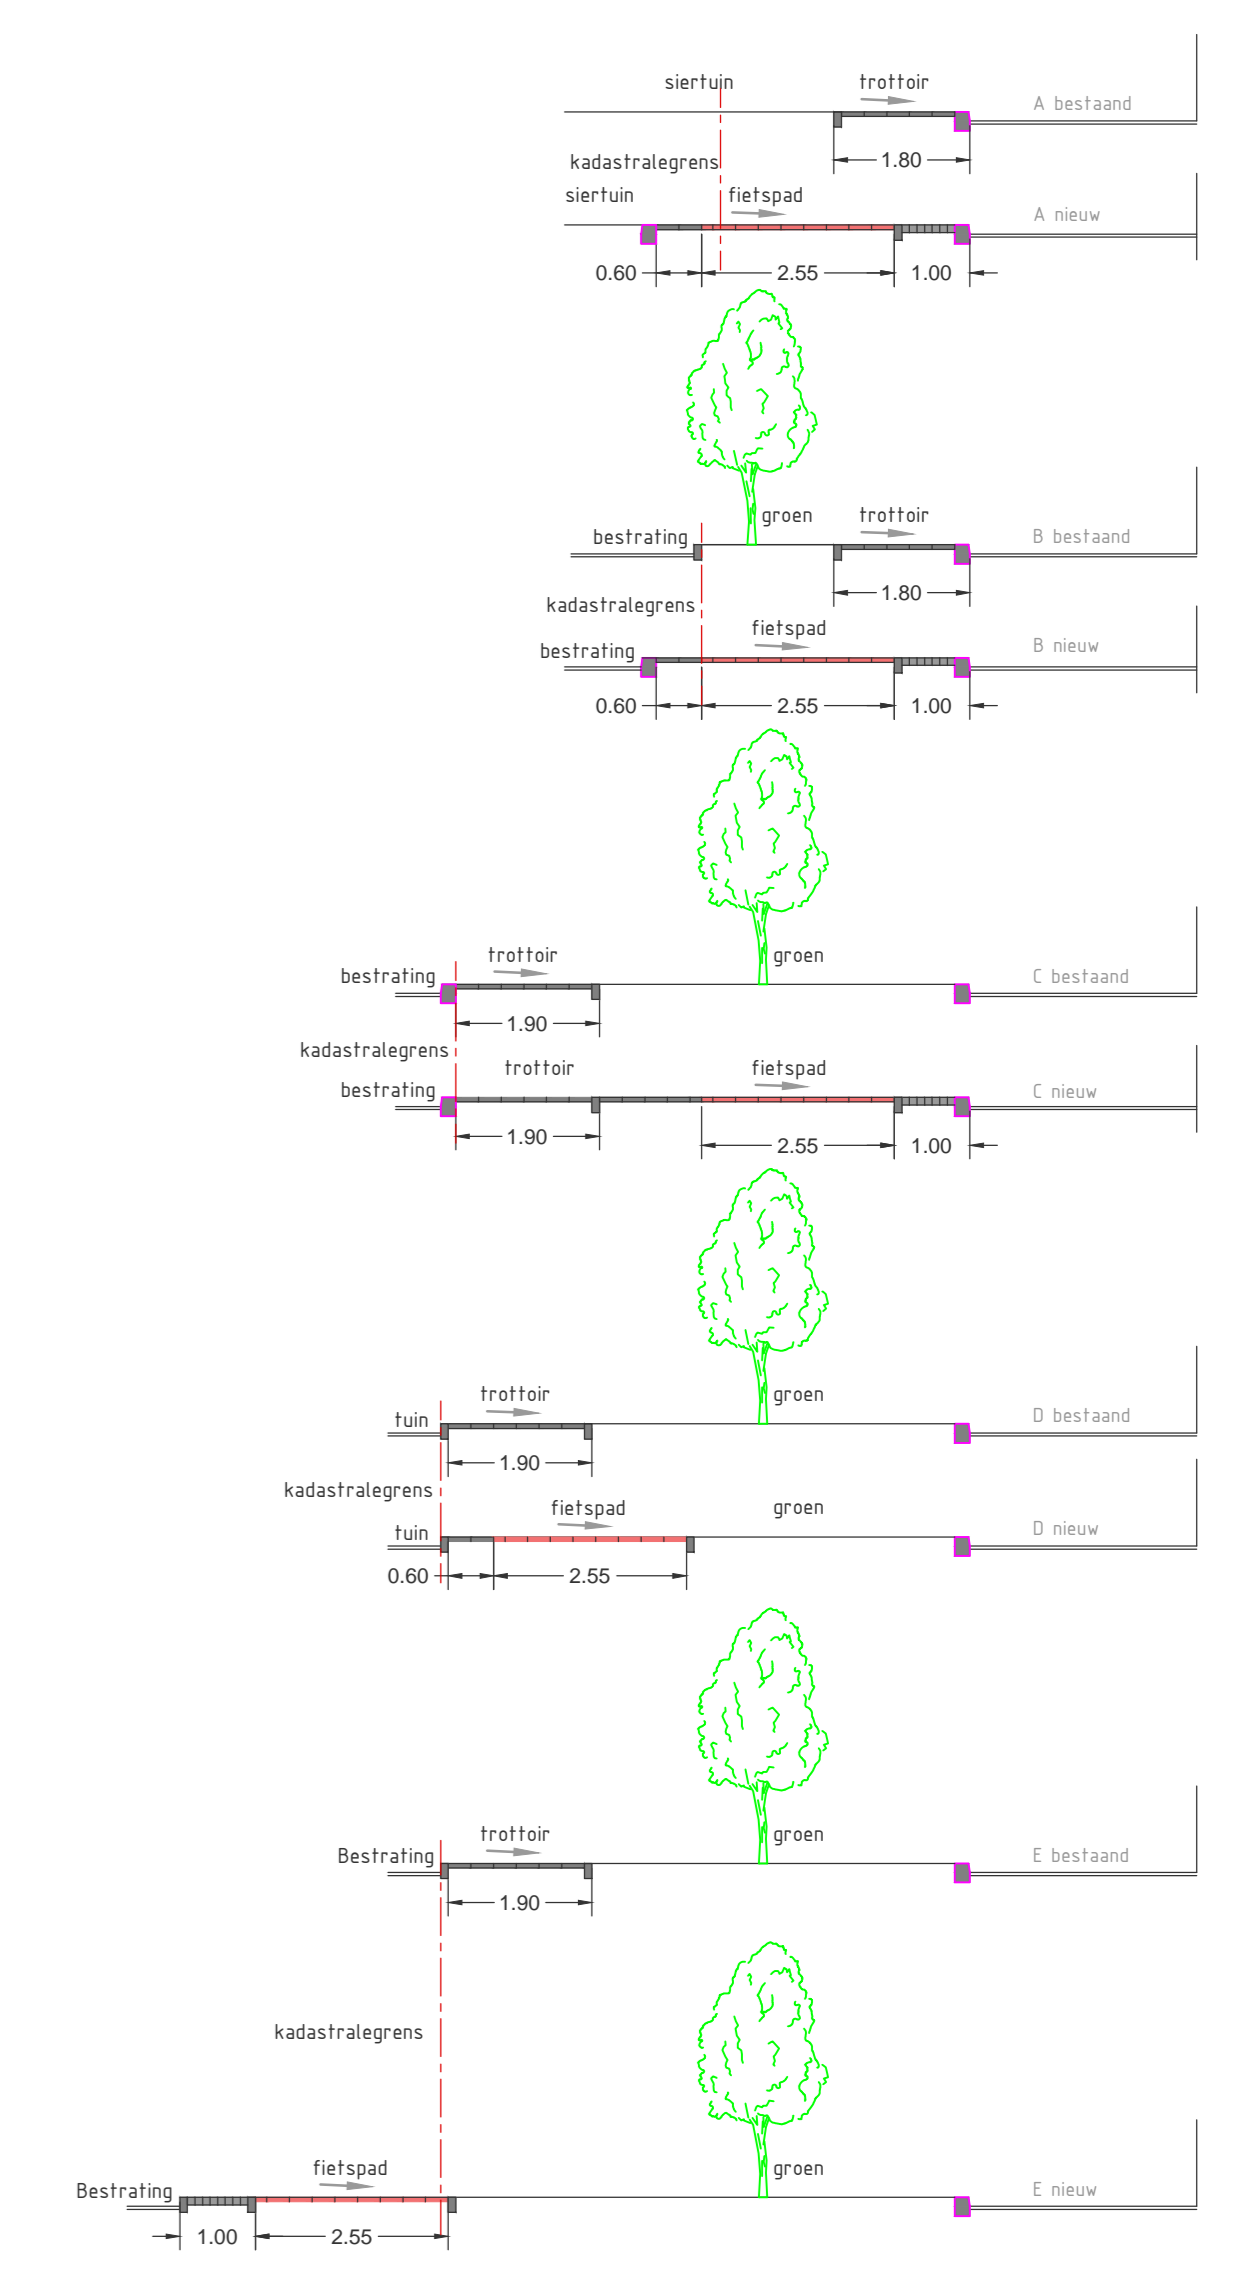 siertuin trottoir
A bestaand
1.80
kadastralegrens
siertuin fietspad
A nieuw
0.60 2.55 1.00
groen trottoir
bestrating B bestaand
1.80
kadastralegrens
fietspad
bestrating B nieuw
0.60 2.55 1.00
trottoir groen
bestrating C bestaand
1.90
kadastralegrens
trottoir fietspad
bestrating C nieuw
1.90 2.55 1.00
trottoir groen
tuin D bestaand
1.90
kadastralegrens
fietspad groen
tuin D nieuw
0.60 2.55
trottoir groen
Bestrating E bestaand
1.90
kadastralegrens
fietspad groen
Bestrating E nieuw
1.00 2.55